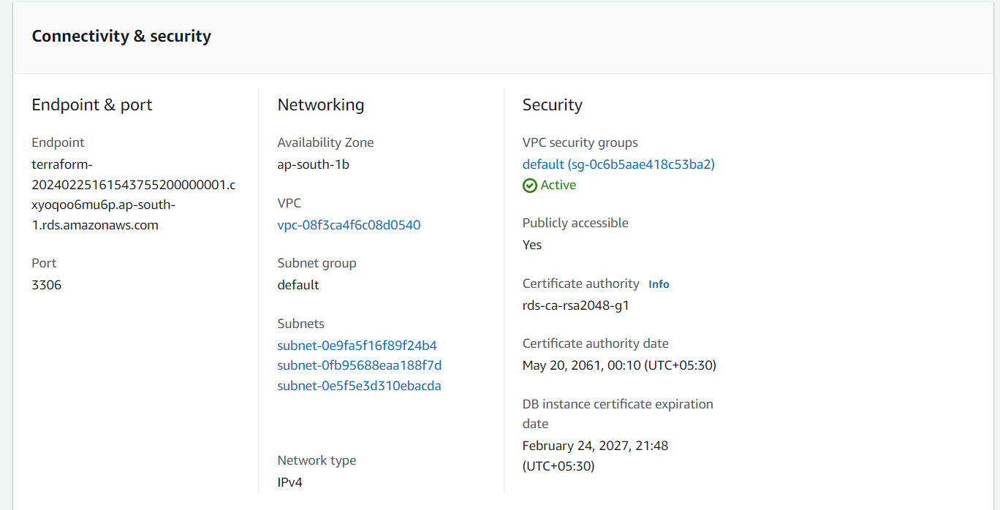 Connectivity & security
Endpoint & port
Endpoint
terraform-
20240225161543755200000001.c
xyoqoo6mu6p.ap-south-
1.rds.amazonaws.com
Port
3306
Networking
Availability Zone
ap-south-1b
VPC
vpc-08f3ca4f6c08d0540
Subnet group
default
Subnets
subnet-0e9fa5f16f89f24b4
subnet-0fb95688eaa188f7d
subnet-0e5f5e3d310ebacda
Network type
IPv4
Security
VPC security groups
default (sg-0c6b5aae418c53ba2)
Active
Publicly accessible
Yes
Certificate authority Info
rds-ca-rsa2048-g1
Certificate authority date
May 20, 2061, 00:10 (UTC+05:30)
DB instance certificate expiration
date
February 24, 2027, 21:48
(UTC+05:30)